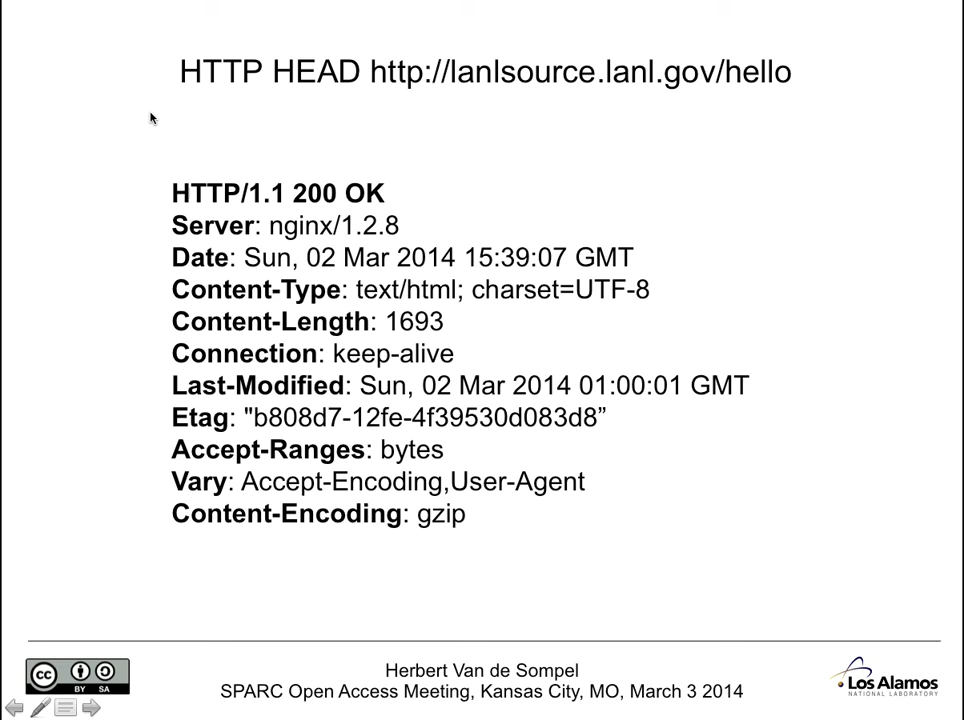 HTTP HEAD http://lanlsource.lanl.gov/hello
HTTP/1.1 200 OK
Server: nginx/1.2.8
Date: Sun, 02 Mar 2014 15:39:07 GMT
Content-Type: text/html; charset=UTF-8
Content-Length: 1693
Connection: keep-alive
Last-Modified: Sun, 02 Mar 2014 01:00:01 GMT
Etag: "b808d7-12fe-4f39530d083d8”
Accept-Ranges: bytes
Vary: Accept-Encoding,User-Agent
Content-Encoding: gzip
cc
BY SA
Herbert Van de Sompel
SPARC Open Access Meeting, Kansas City, MO, March 3 2014
Los Alamos
NATIONAL LABORATORY